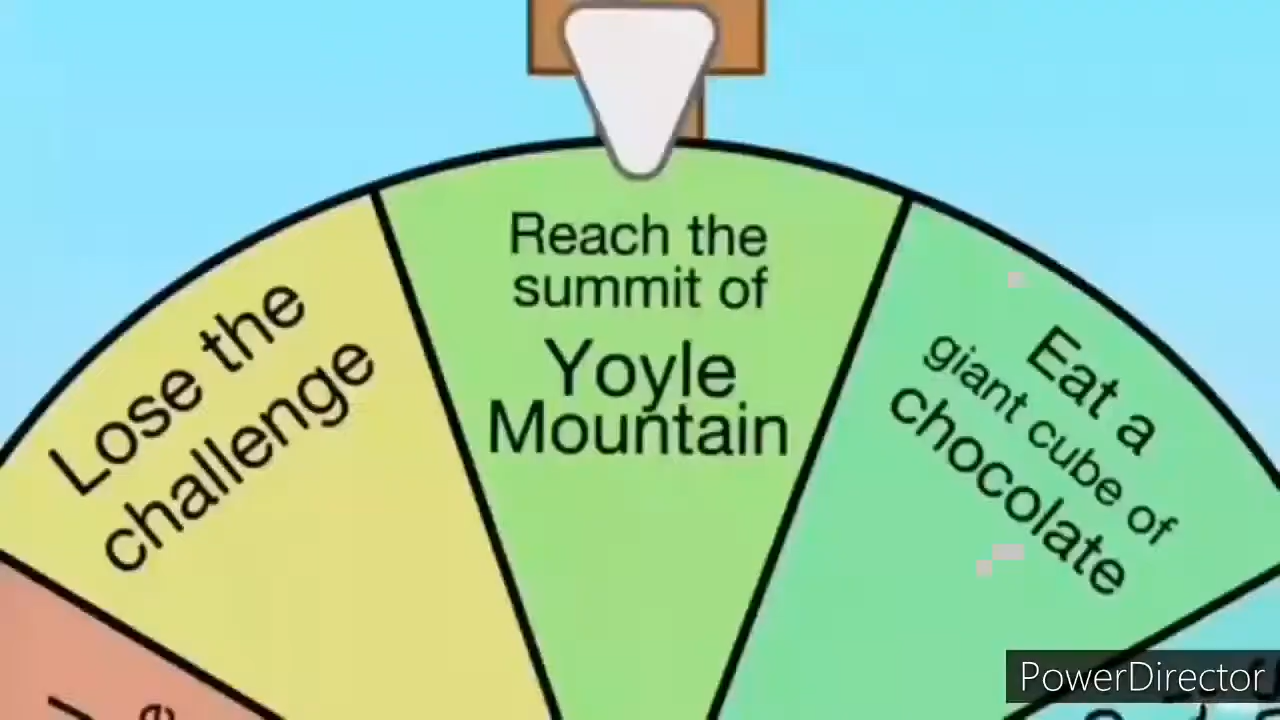 Lose the
challenge
Reach the
summit of
Yoyle
Mountain
Eat a
giant cube of
chocolate
PowerDirector